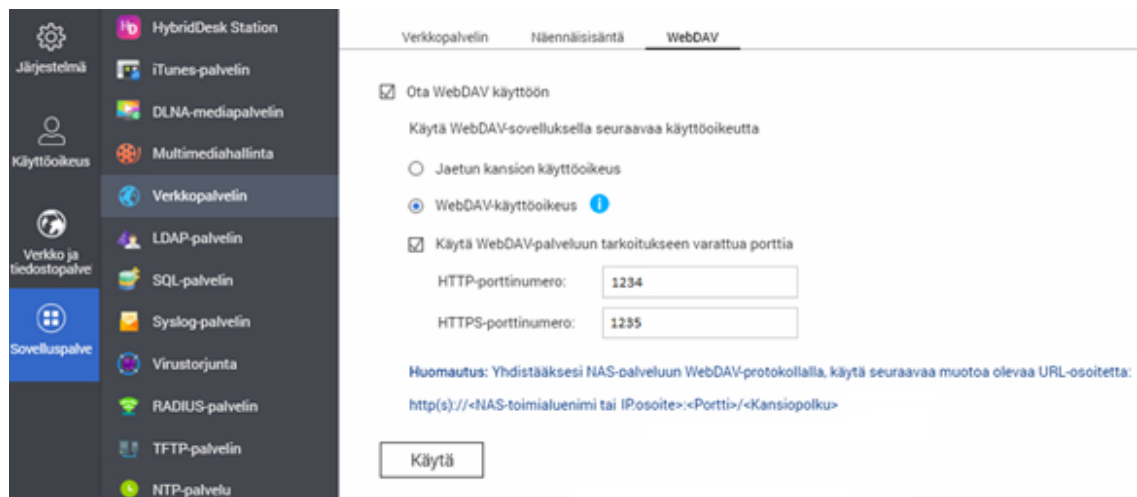 Järjestelmä
Käyttöoikeus
Verkko ja
tiedostopalve
Sovelluspalve
HybridDesk Station
iTunes-palvelin
DLNA-mediapalvelin
Multimediahallinta
Verkkopalvelin
LDAP-palvelin
SQL-palvelin
Syslog-palvelin
Virustorjunta
RADIUS-palvelin
TFTP-palvelin
NTP-palvelu
Verkkopalvelin Näennäisisäntä WebDAV
Ota WebDAV käyttöön
Käytä WebDAV-sovelluksella seuraavaa käyttöoikeutta
Jaetun kansion käyttöoikeus
WebDAV-käyttöoikeus
Käytä WebDAV-palveluun tarkoitukseen varattua porttia
HTTP-porttinumero: 1234
HTTPS-porttinumero: 1235
Huomautus: Yhdistääksesi NAS-palveluun WebDAV-protokollalla, käytä seuraavaa muotoa olevaa URL-osoitetta:
http(s)://<NAS-toimialuenimi tai IP.osoite>:<Portti>/<Kansiopolku>
Käytä